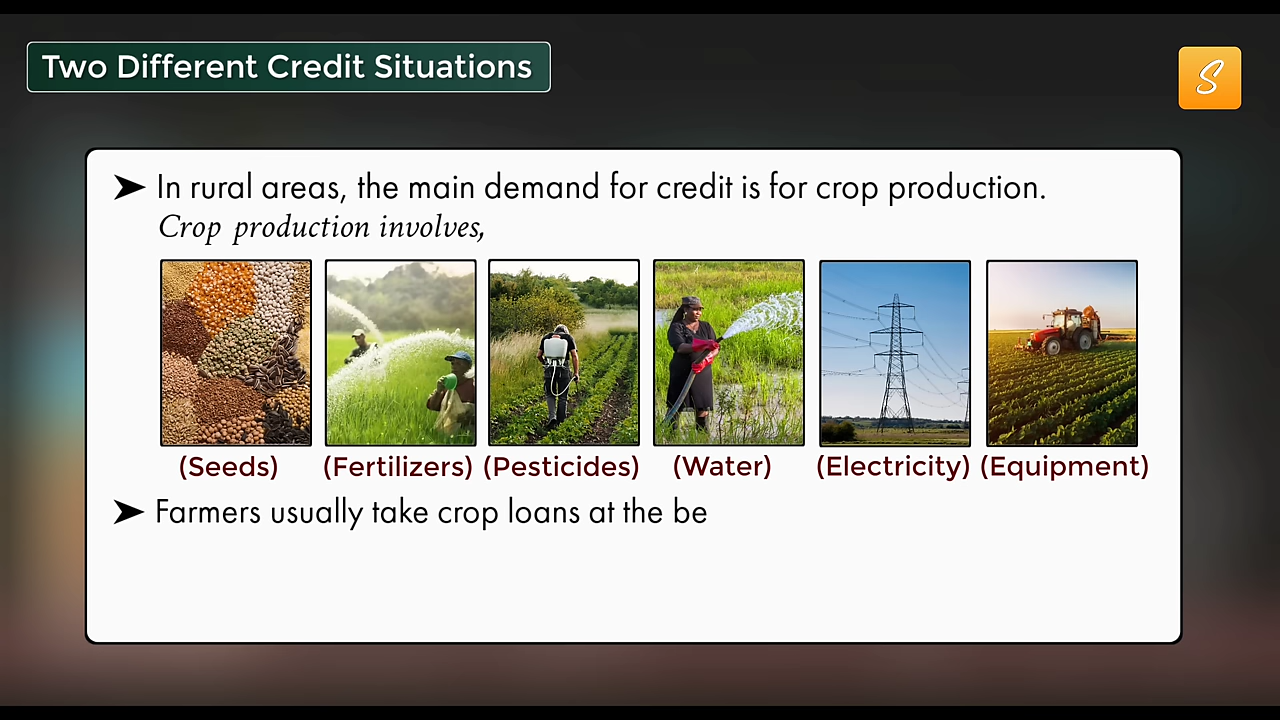 Two Different Credit Situations
S
➤ In rural areas, the main demand for credit is for crop production.
Crop production involves,
(Seeds) (Fertilizers) (Pesticides) (Water) (Electricity) (Equipment)
➤ Farmers usually take crop loans at the be